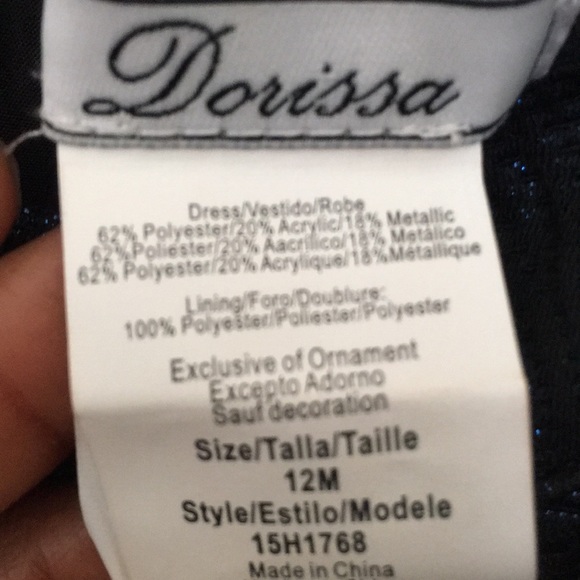 Dorissa
Dress/Vestido/Robe
62% Polyester/20% Acrylic/18% Metallic
62% Poliester/20% Aacrilico/18% Metálico
62% Polyester/20% Acrylique/18%Métallique
Lining/Foro/Doublure:
100% Polyester/Poliester/Polyester
Exclusive of Ornament
Excepto Adorno
Sauf decoration
Size/Talla/Taille
12M
Style/Estilo/Modele
15H1768
Made in China